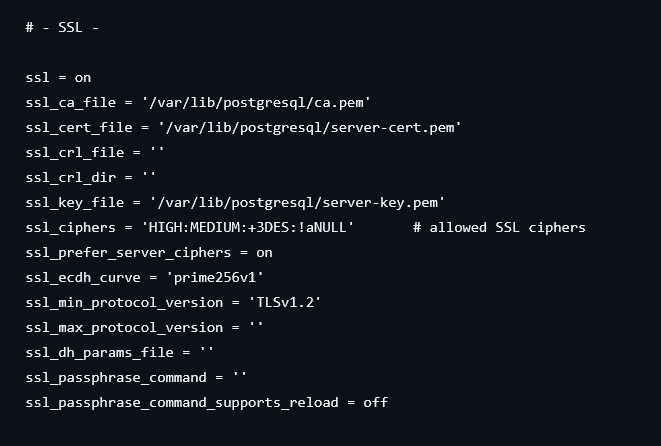 # - SSL -
ssl = on
ssl_ca_file = '/var/lib/postgresql/ca.pem'
ssl_cert_file = '/var/lib/postgresql/server-cert.pem'
ssl_crl_file = ''
ssl_crl_dir = ''
ssl_key_file = '/var/lib/postgresql/server-key.pem'
ssl_ciphers = 'HIGH:MEDIUM:+3DES:!aNULL'       # allowed SSL ciphers
ssl_prefer_server_ciphers = on
ssl_ecdh_curve = 'prime256v1'
ssl_min_protocol_version = 'TLSv1.2'
ssl_max_protocol_version = ''
ssl_dh_params_file = ''
ssl_passphrase_command = ''
ssl_passphrase_command_supports_reload = off